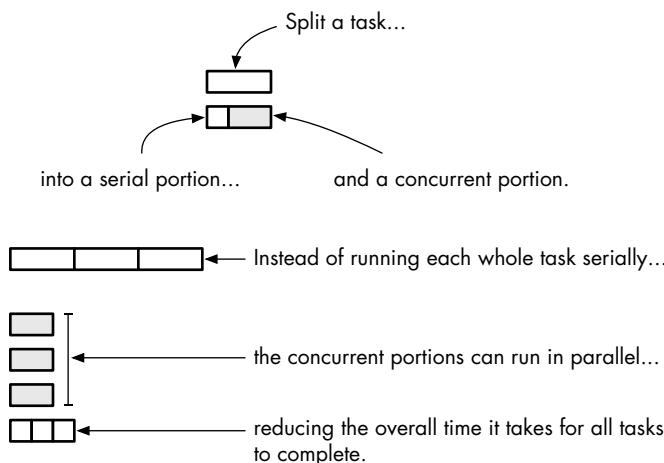 Split a task...
into a serial portion...
and a concurrent portion.
Instead of running each whole task serially...
the concurrent portions can run in parallel...
reducing the overall time it takes for all tasks
to complete.